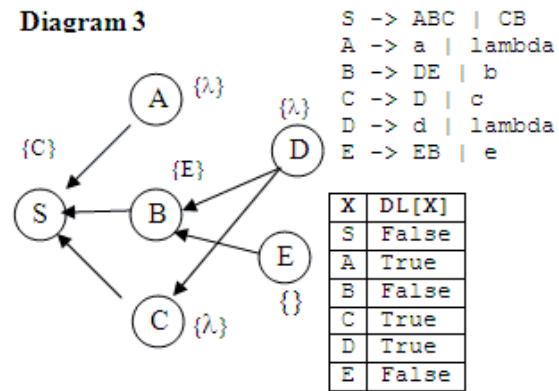 Diagram 3
S -> ABC | CB
A -> a | lambda
B -> DE | b
C -> D | c
D -> d | lambda
E -> EB | e
A {λ}
{λ}
D
{C}
{E}
S
B
E
{}
C {λ}
X DL[X]
S False
A True
B False
C True
D True
E False